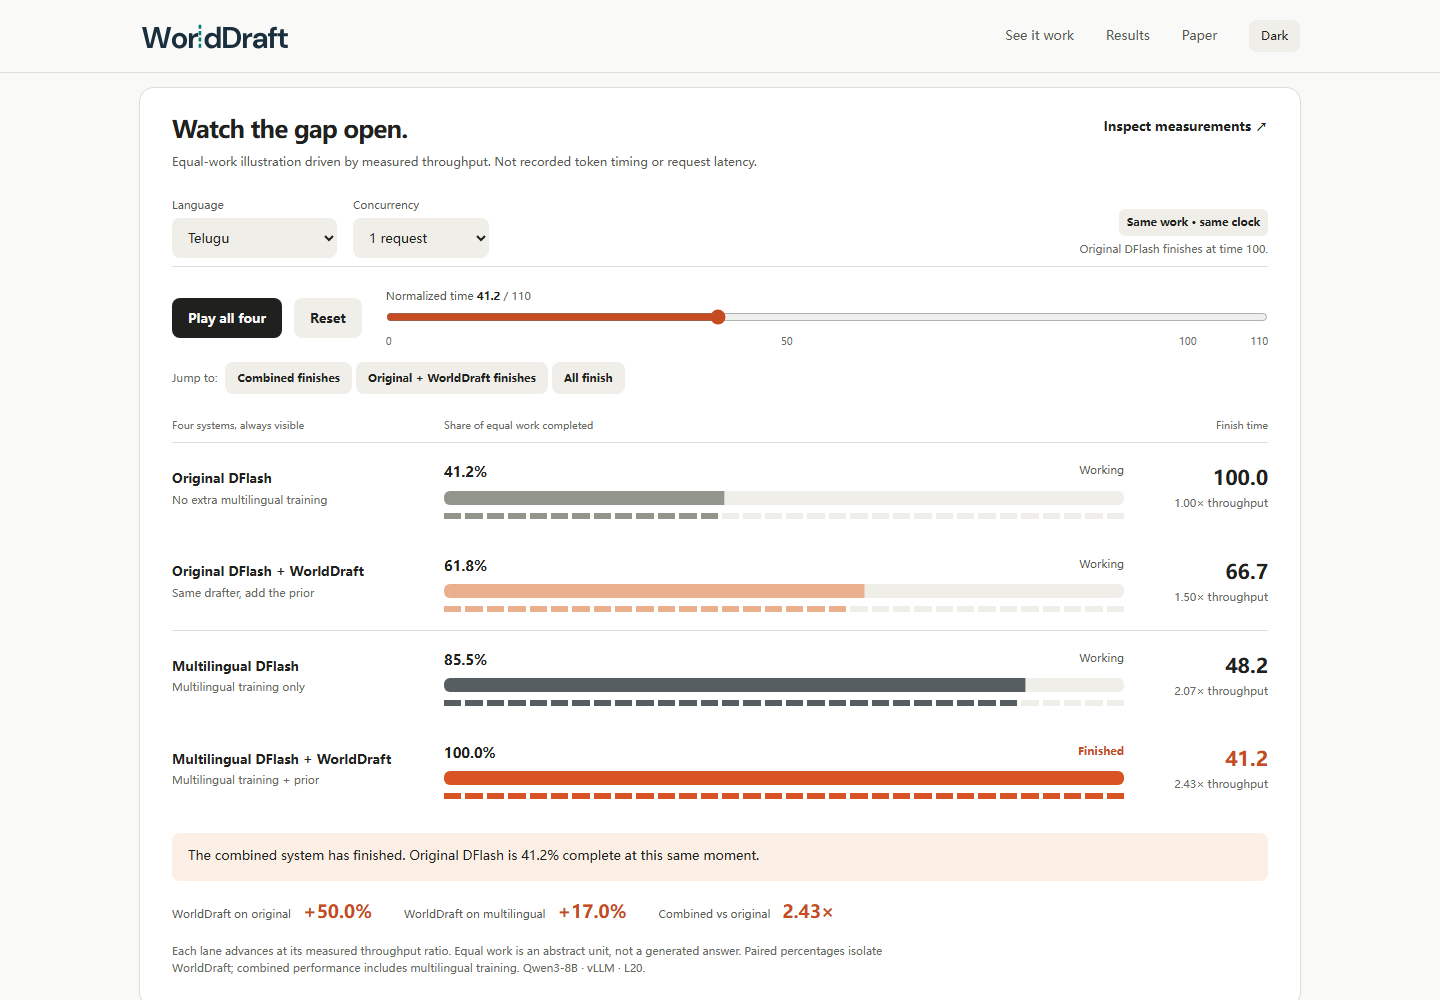 WorldDraft
See it work
Results
Paper
Dark
Watch the gap open.
Inspect measurements ↗
Equal-work illustration driven by measured throughput. Not recorded token timing or request latency.
Language
Concurrency
Telugu
1 request
Same work • same clock
Original DFlash finishes at time 100.
Play all four
Reset
Normalized time 41.2 / 110
0
50
100
110
Jump to:
Combined finishes
Original + WorldDraft finishes
All finish
Four systems, always visible
Share of equal work completed
Finish time
Original DFlash
No extra multilingual training
41.2%
Working
100.0
1.00× throughput
Original DFlash + WorldDraft
Same drafter, add the prior
61.8%
Working
66.7
1.50× throughput
Multilingual DFlash
Multilingual training only
85.5%
Working
48.2
2.07× throughput
Multilingual DFlash + WorldDraft
Multilingual training + prior
100.0%
Finished
41.2
2.43× throughput
The combined system has finished. Original DFlash is 41.2% complete at this same moment.
WorldDraft on original +50.0%
WorldDraft on multilingual +17.0%
Combined vs original 2.43×
Each lane advances at its measured throughput ratio. Equal work is an abstract unit, not a generated answer. Paired percentages isolate
WorldDraft; combined performance includes multilingual training. Qwen3-8B · vLLM · L20.